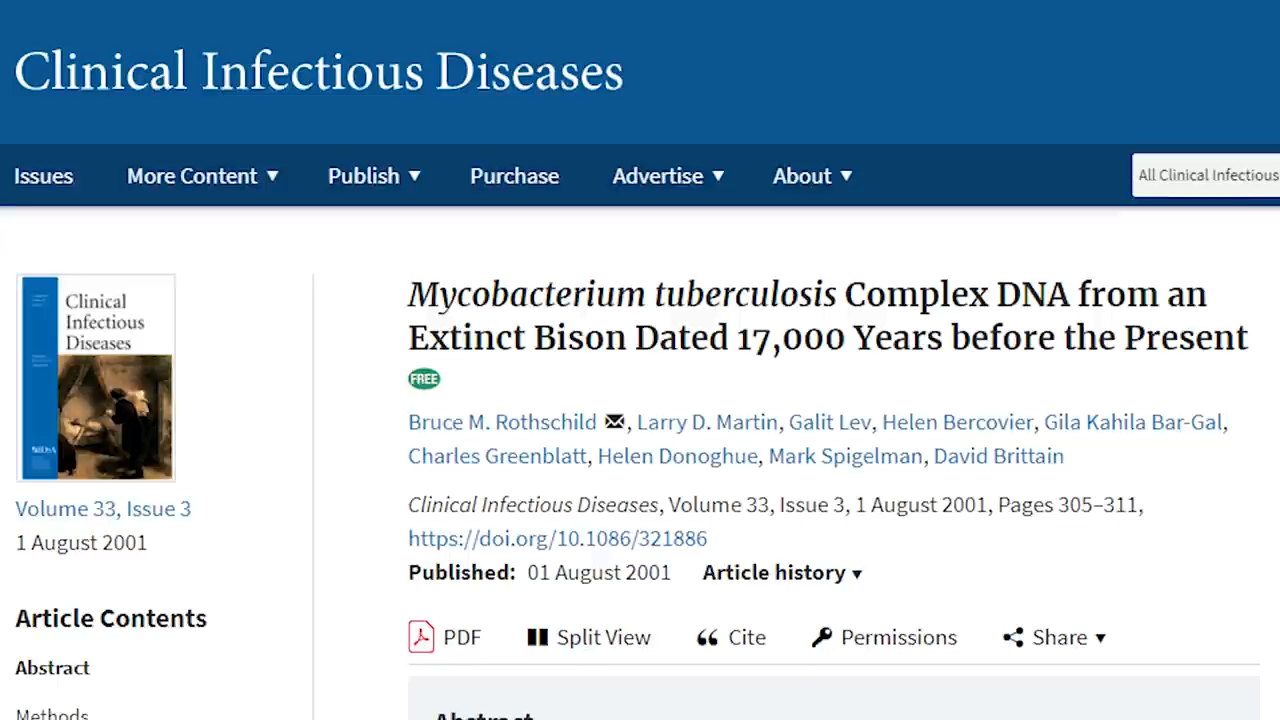 Clinical Infectious Diseases
Issues More Content ▼ Publish ▼ Purchase Advertise ▼ About ▼ All Clinical Infectious
Clinical
Infectious
Diseases
Volume 33, Issue 3
1 August 2001
Article Contents
Abstract
Methods
Mycobacterium tuberculosis Complex DNA from an
Extinct Bison Dated 17,000 Years before the Present
FREE
Bruce M. Rothschild, Larry D. Martin, Galit Lev, Helen Bercovier, Gila Kahila Bar-Gal,
Charles Greenblatt, Helen Donoghue, Mark Spigelman, David Brittain
Clinical Infectious Diseases, Volume 33, Issue 3, 1 August 2001, Pages 305–311,
https://doi.org/10.1086/321886
Published: 01 August 2001 Article history ▼
PDF Split View Cite Permissions Share ▼
Abstract